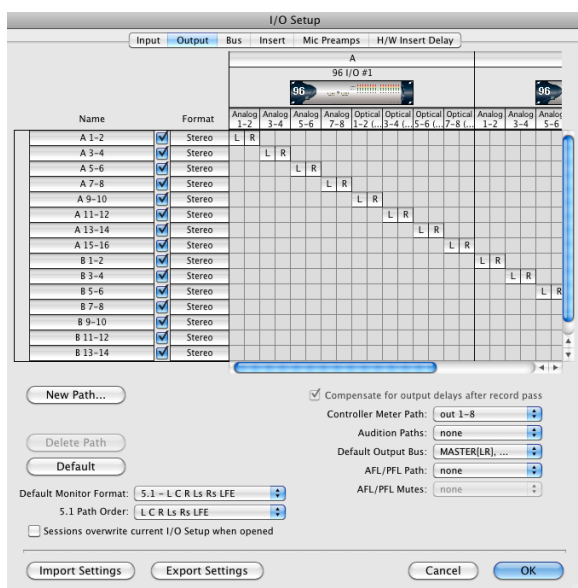 I/O Setup
Input Output Bus Insert Mic Preamps H/W Insert Delay
A
96 I/O #1
96 96
Name Format Analog 1-2 Analog 3-4 Analog 5-6 Analog 7-8 Optical 1-2 (... Optical 3-4 (... Optical 5-6 (... Optical 7-8 (... Analog 1-2 Analog 3-4 Analog 5-6
A 1-2 Stereo L R
A 3-4 Stereo L R
A 5-6 Stereo L R
A 7-8 Stereo L R
A 9-10 Stereo L R
A 11-12 Stereo L R
A 13-14 Stereo L R
A 15-16 Stereo L R
B 1-2 Stereo L R
B 3-4 Stereo L R
B 5-6 Stereo L R
B 7-8 Stereo
B 9-10 Stereo
B 11-12 Stereo
B 13-14 Stereo
New Path...
Compensate for output delays after record pass
Controller Meter Path: out 1-8
Audition Paths: none
Delete Path
Default Output Bus: MASTER[LR], ...
Default
AFL/PFL Path: none
AFL/PFL Mutes: none
Default Monitor Format: 5.1 - L C R Ls Rs LFE
5.1 Path Order: L C R Ls Rs LFE
Sessions overwrite current I/O Setup when opened
Import Settings Export Settings Cancel OK